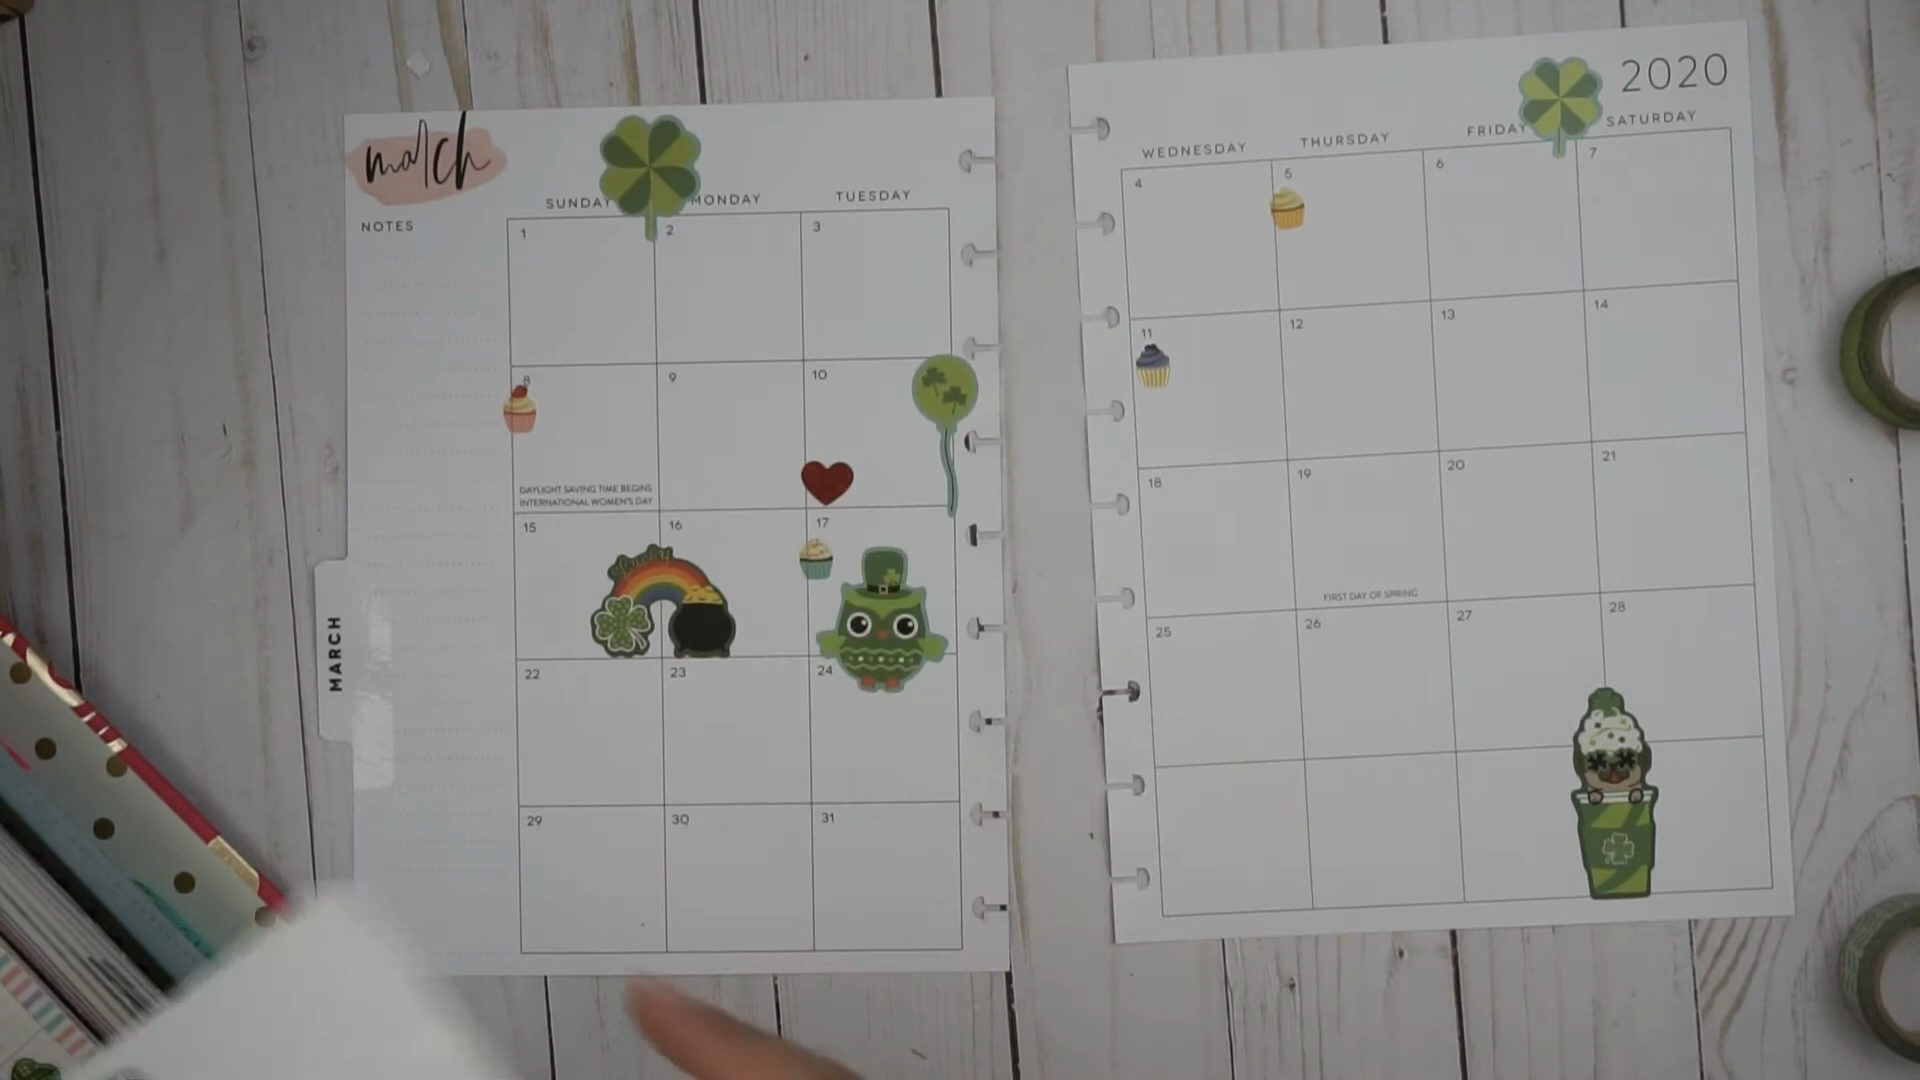 march
2020
NOTES
SUNDAY MONDAY TUESDAY
WEDNESDAY THURSDAY FRIDAY SATURDAY
1 2 3
4 5 6 7
8 9 10
11 12 13 14
DAYLIGHT SAVING TIME BEGINS
INTERNATIONAL WOMEN'S DAY
15 16 17
Lucky
18 19 20 21
FIRST DAY OF SPRING
22 23 24
25 26 27 28
29 30 31
MARCH